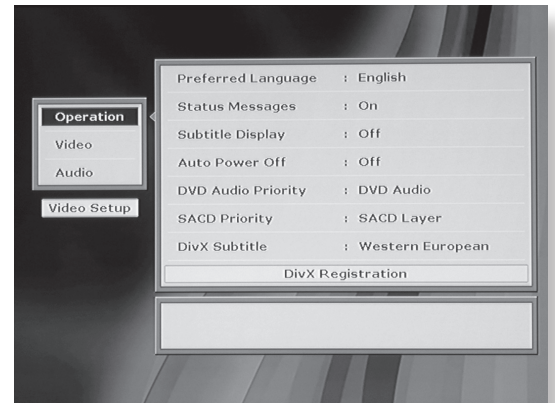 Operation
Video
Audio
Video Setup
Preferred Language : English
Status Messages : On
Subtitle Display : Off
Auto Power Off : Off
DVD Audio Priority : DVD Audio
SACD Priority : SACD Layer
DivX Subtitle : Western European
DivX Registration